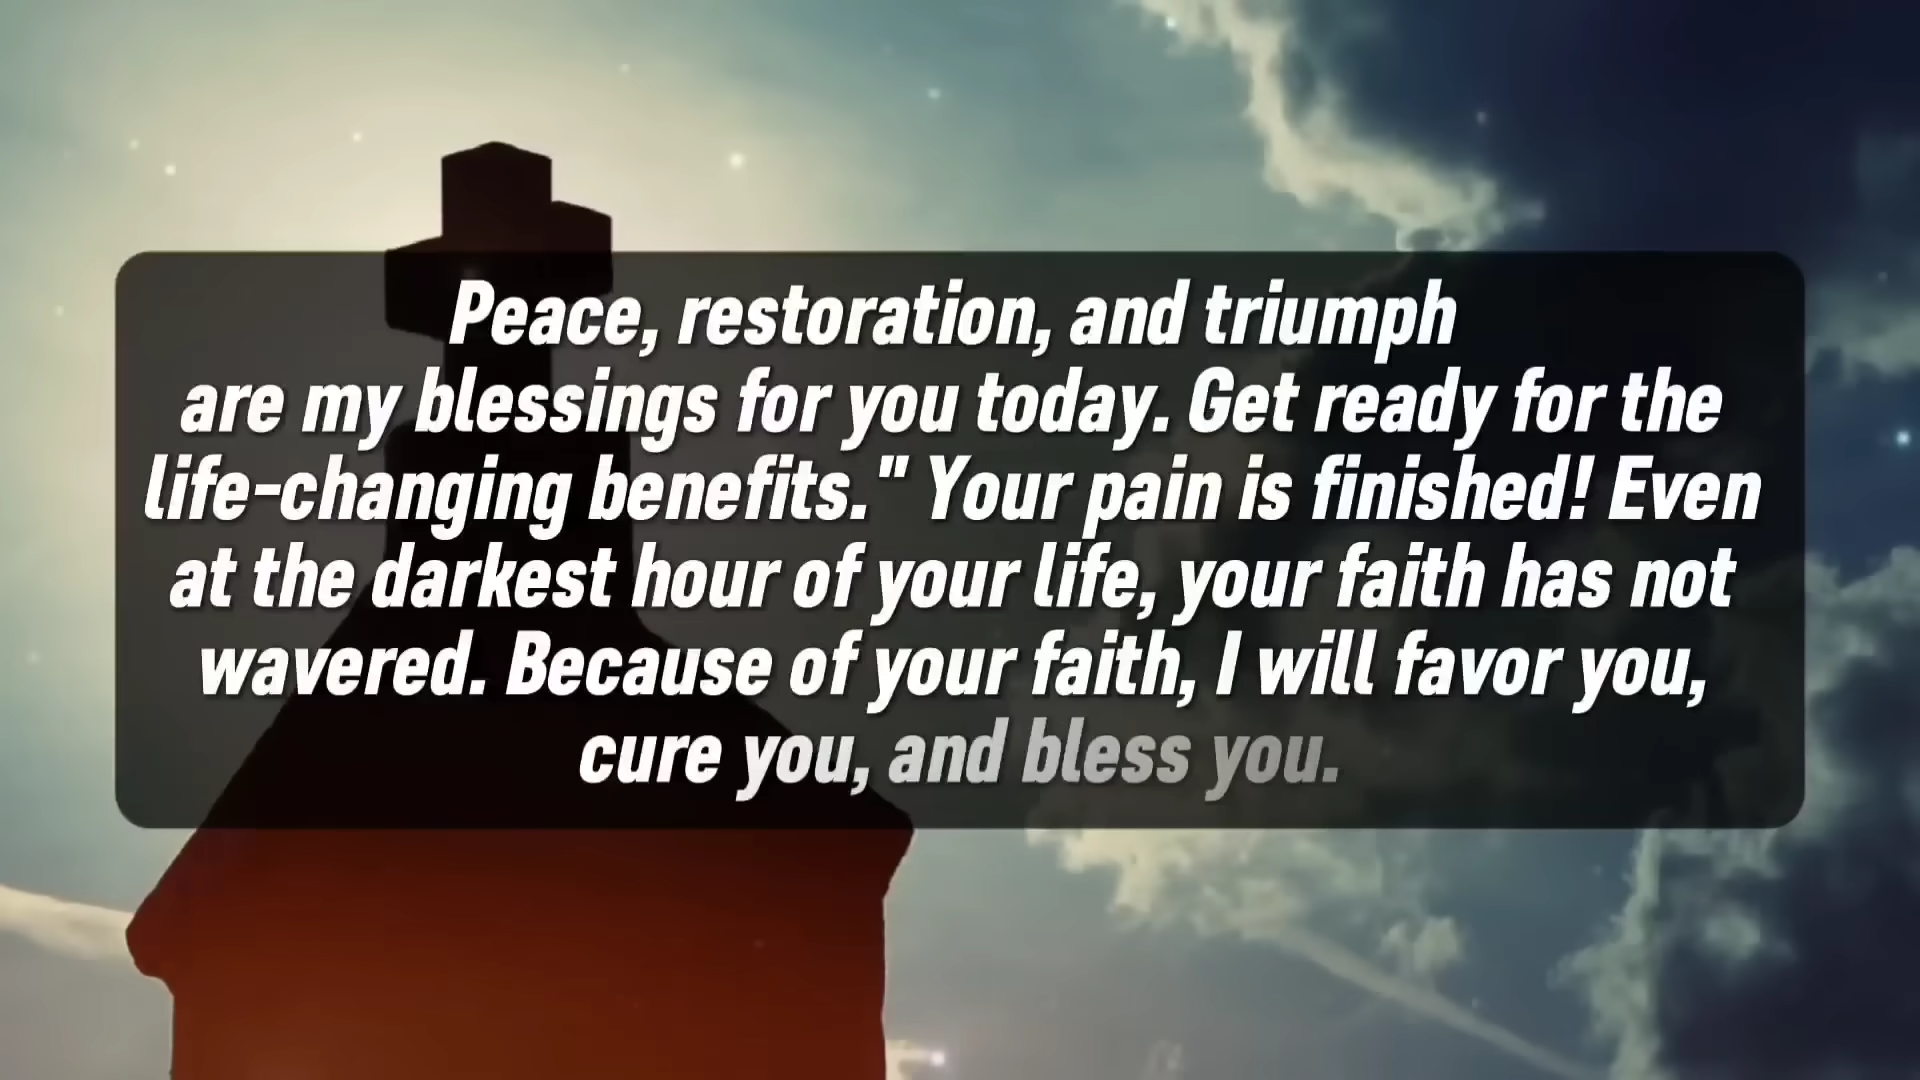 Peace, restoration, and triumph
are my blessings for you today. Get ready for the
life-changing benefits." Your pain is finished! Even
at the darkest hour of your life, your faith has not
wavered. Because of your faith, I will favor you,
cure you, and bless you.